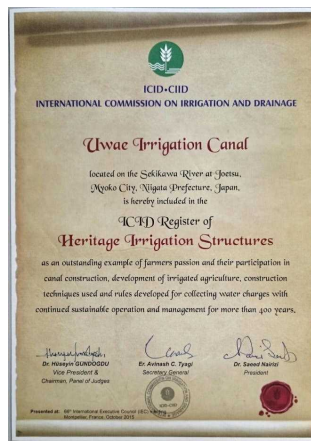 ICID•CIID
INTERNATIONAL COMMISSION ON IRRIGATION AND DRAINAGE
Uwae Irrigation Canal
located on the Sekikawa River at Joetsu,
Myoko City, Niigata Prefecture, Japan,
is hereby included in the
ICID Register of
Heritage Irrigation Structures
as an outstanding example of farmers passion and their participation in
canal construction, development of irrigated agriculture, construction
techniques used and rules developed for collecting water charges with
continued sustainable operation and management for more than 400 years.
Dr. Hüseyin GUNDOGDU
Vice President &
Chairman, Panel of Judges
Er. Avinash C. Tyagi
Secretary General
Dr. Saeed Nairizi
President
Presented at: 66th International Executive Council (IEC)
Montpellier, France, October 2015